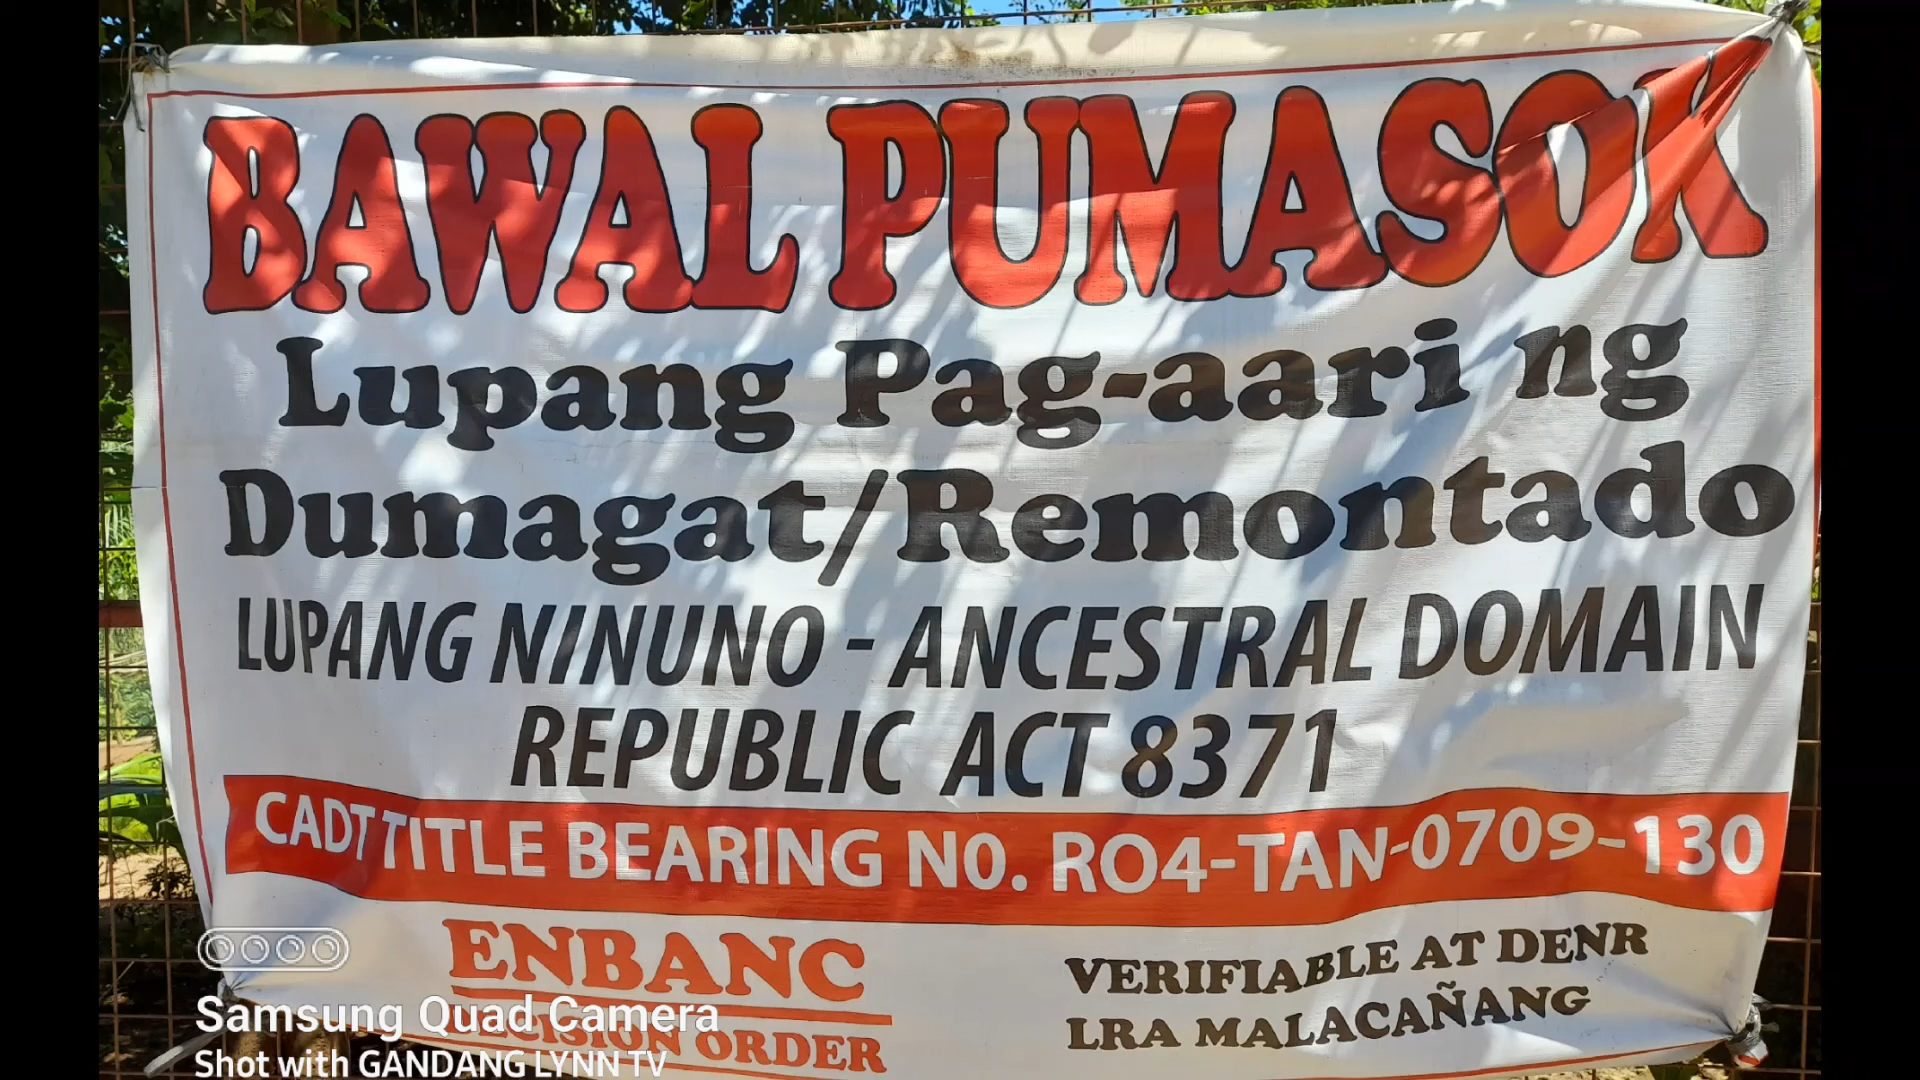 BAWAL PUMASOK
Lupang Pag-aari ng
Dumagat/Remontado
LUPANG NINUNO - ANCESTRAL DOMAIN
REPUBLIC ACT 8371
CADT TITLE BEARING N0. RO4-TAN-0709-130
ENBANC
DECISION ORDER
VERIFIABLE AT DENR
LRA MALACAÑANG
Samsung Quad Camera
Shot with GANDANG LYNN TV